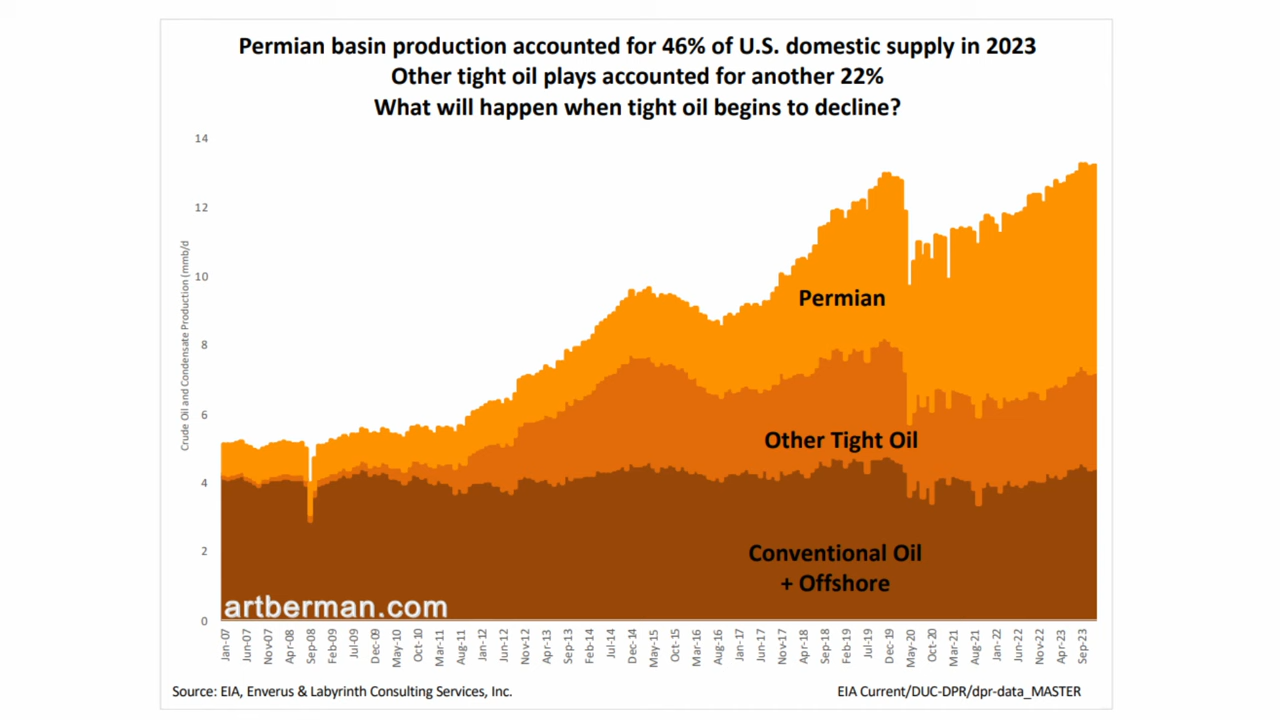 Permian basin production accounted for 46% of U.S. domestic supply in 2023
Other tight oil plays accounted for another 22%
What will happen when tight oil begins to decline?
Crude Oil and Condensate Production (mmb/d
14
12
10
8
6
4
2
0
Permian
Other Tight Oil
Conventional Oil
+ Offshore
artberman.com
Jan-07
Jun-07
Nov-07
Apr-08
Sep-08
Feb-09
Jul-09
Dec-09
May-10
Oct-10
Mar-11
Aug-11
Jan-12
Jun-12
Nov-12
Apr-13
Sep-13
Feb-14
Jul-14
Dec-14
May-15
Oct-15
Mar-16
Aug-16
Jan-17
Jun-17
Nov-17
Apr-18
Sep-18
Feb-19
Jul-19
Dec-19
May-20
Oct-20
Mar-21
Aug-21
Jan-22
Jun-22
Nov-22
Apr-23
Sep-23
Source: EIA, Enverus & Labyrinth Consulting Services, Inc.
EIA Current/DUC-DPR/dpr-data_MASTER